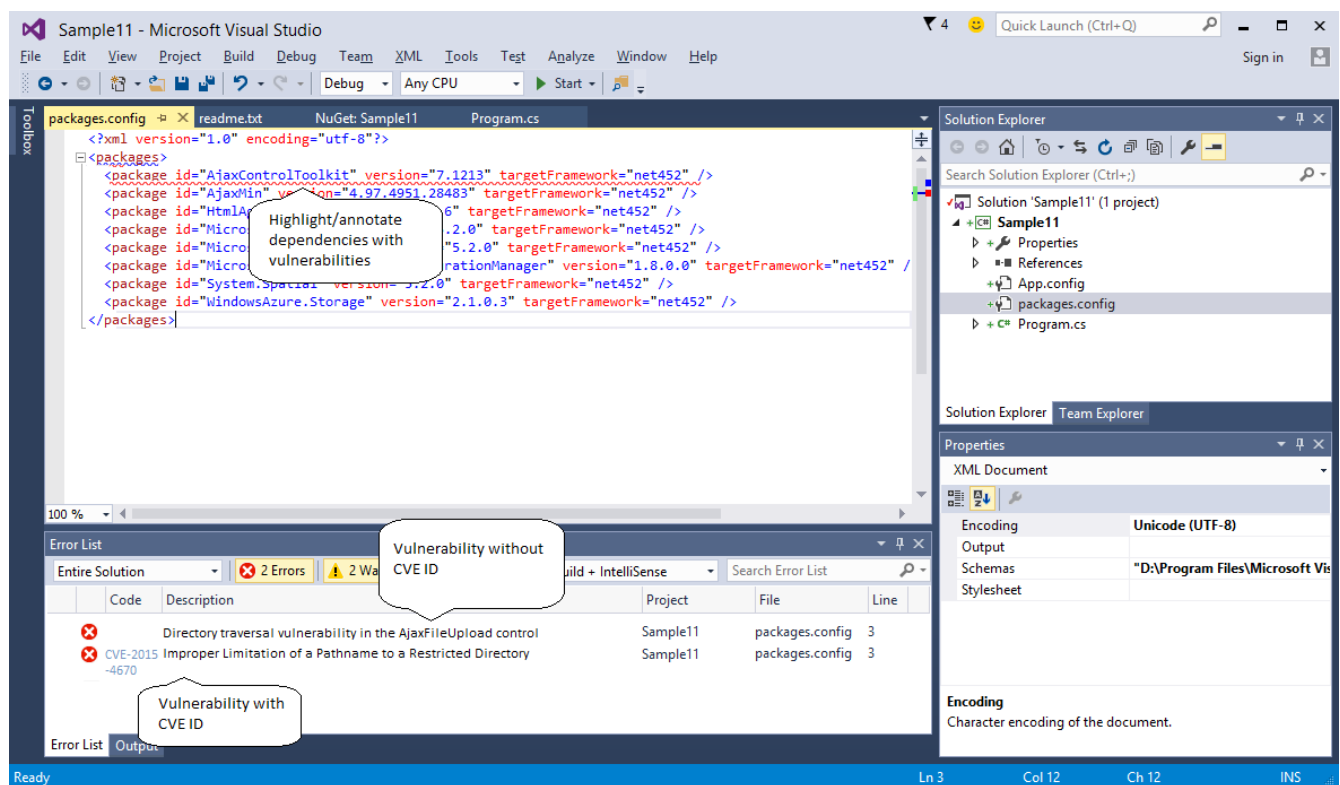 Sample11 - Microsoft Visual Studio
4
Quick Launch (Ctrl+Q)
File Edit View Project Build Debug Team XML Tools Test Analyze Window Help
Sign in
Debug Any CPU Start
Toolbox
packages.config readme.txt NuGet: Sample11 Program.cs
<?xml version="1.0" encoding="utf-8"?>
<packages>
<package id="AjaxControlToolkit" version="7.1213" targetFramework="net452" />
<package id="AjaxMin" version="4.97.4951.28483" targetFramework="net452" />
<package id="HtmlAg 6" targetFramework="net452" />
<package id="Micros .2.0" targetFramework="net452" />
<package id="Micros "5.2.0" targetFramework="net452" />
<package id="Micros rationManager" version="1.8.0.0" targetFramework="net452" /
<package id="System.Spatial" version="5.2.0" targetFramework="net452" />
<package id="WindowsAzure.Storage" version="2.1.0.3" targetFramework="net452" />
</packages>
Highlight/annotate
dependencies with
vulnerabilities
100 %
Solution Explorer
Search Solution Explorer (Ctrl+;)
Solution 'Sample11' (1 project)
Sample11
Properties
References
App.config
packages.config
Program.cs
Solution Explorer Team Explorer
Properties
XML Document
Encoding Unicode (UTF-8)
Output
Schemas "D:\Program Files\Microsoft Vis
Stylesheet
Encoding
Character encoding of the document.
Error List
Entire Solution 2 Errors 2 Wa uild + IntelliSense Search Error List
Vulnerability without
CVE ID
Code Description Project File Line
Directory traversal vulnerability in the AjaxFileUpload control Sample11 packages.config 3
CVE-2015 Improper Limitation of a Pathname to a Restricted Directory Sample11 packages.config 3
-4670
Vulnerability with
CVE ID
Error List Output
Ready Ln 3 Col 12 Ch 12 INS